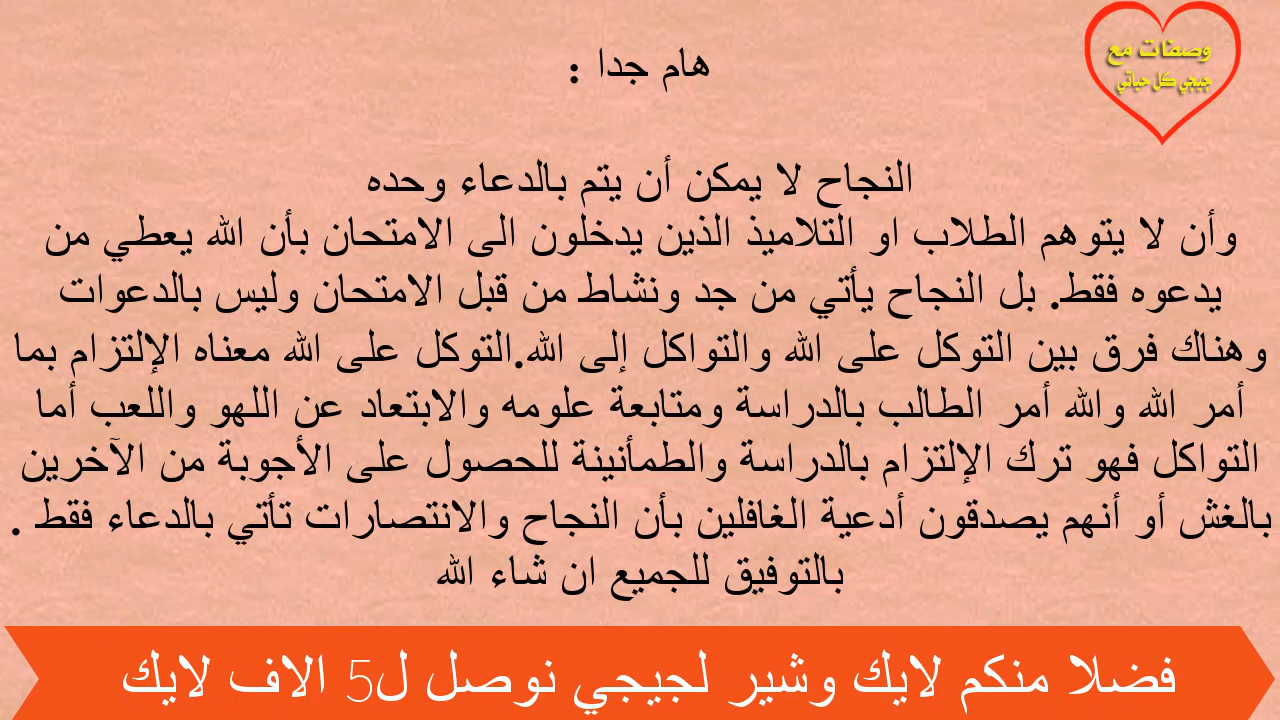 وصفات مع
جيجي كل حياتي
هام جدا :
النجاح لا يمكن أن يتم بالدعاء وحده
وأن لا يتوهم الطلاب او التلاميذ الذين يدخلون الى الامتحان بأن الله يعطي من
يدعوه فقط. بل النجاح يأتي من جد ونشاط من قبل الامتحان وليس بالدعوات
وهناك فرق بين التوكل على الله والتواكل إلى الله.التوكل على الله معناه الإلتزام بما
أمر الله والله أمر الطالب بالدراسة ومتابعة علومه والابتعاد عن اللهو واللعب أما
التواكل فهو ترك الإلتزام بالدراسة والطمأنينة للحصول على الأجوبة من الآخرين
بالغش أو أنهم يصدقون أدعية الغافلين بأن النجاح والانتصارات تأتي بالدعاء فقط .
بالتوفيق للجميع ان شاء الله
فضلا منكم لايك وشير لجيجي نوصل ل5 الاف لايك